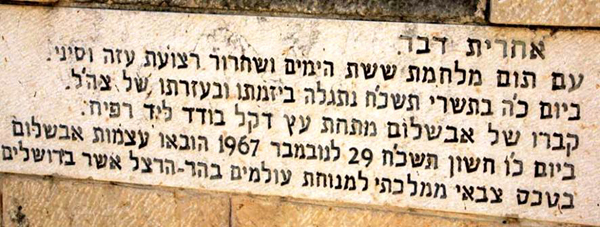 אחרית דבר.
עם תום מלחמת ששת הימים ושחרור רצועת עזה וסיני.
ביום כ״ה בתשרי תשכ״ח נתגלה ביזמתו ובעזרתו של צה״ל
קברו של אבשלום מתחת עץ דקל בודד ליד רפיח.
ביום כ״ו חשון תשכ״ח 29 לנובמבר 1967 הובאו עצמות אבשלום
בטכס צבאי ממלכתי למנוחת עולמים בהר-הרצל אשר בירושלים